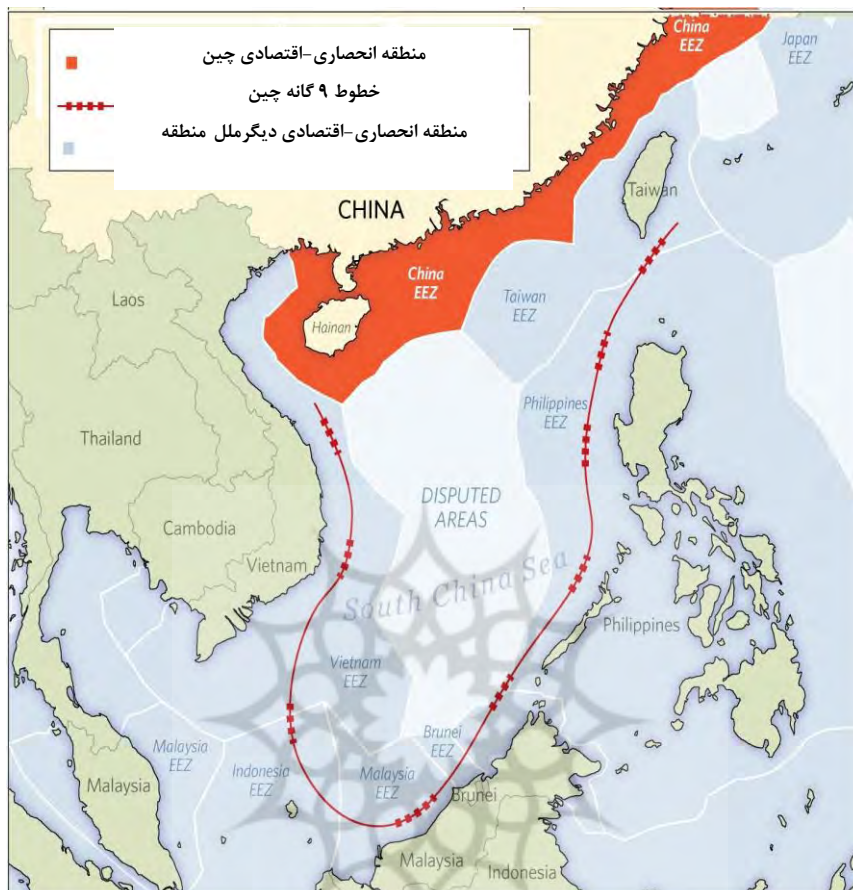 منطقه انحصاری-اقتصادی چین
خطوط ۹ گانه چین
منطقه انحصاری-اقتصادی دیگرملل منطقه
China
EEZ
Japan
EEZ
Taiwan
CHINA
China
EEZ
Taiwan
EEZ
Laos
Hainan
Philippines
EEZ
Thailand
DISPUTED
AREAS
Cambodia
Vietnam
South China Sea
Philippines
Vietnam
EEZ
Malaysia
EEZ
Indonesia
EEZ
Malaysia
EEZ
Brunei
EEZ
Malaysia
Brunei
Malaysia
Indonesia